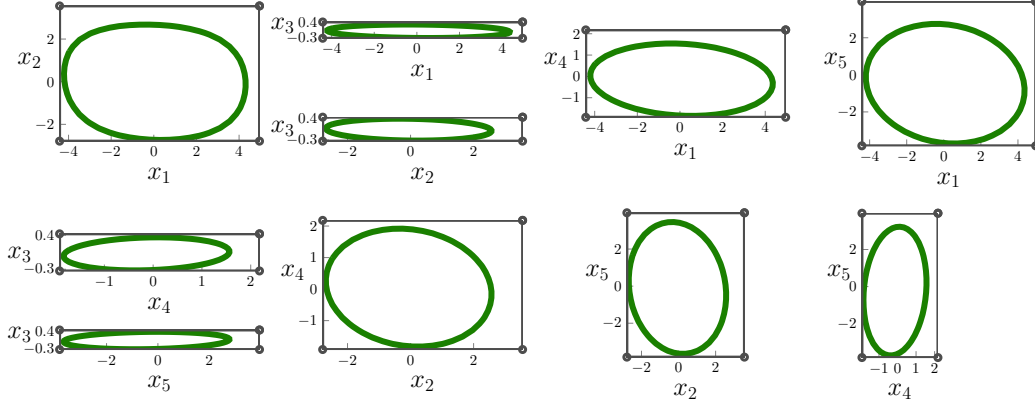 x₂ 2 0 −2
−4 −2 0 2 4
x₁
x₃ 0.4 −0.3
−4 −2 0 2 4
x₁
x₃ 0.4 −0.3
−2 0 2
x₂
x₄ 2 1 0 −1
−4 −2 0 2 4
x₁
x₅ 2 0 −2
−4 −2 0 2 4
x₁
x₃ 0.4 −0.3
−1 0 1 2
x₄
x₃ 0.4 −0.3
−2 0 2
x₅
x₄ 2 1 0 −1
−2 0 2
x₂
x₅ 2 0 −2
−2 0 2
x₂
x₅ 2 0 −2
−1 0 1 2
x₄